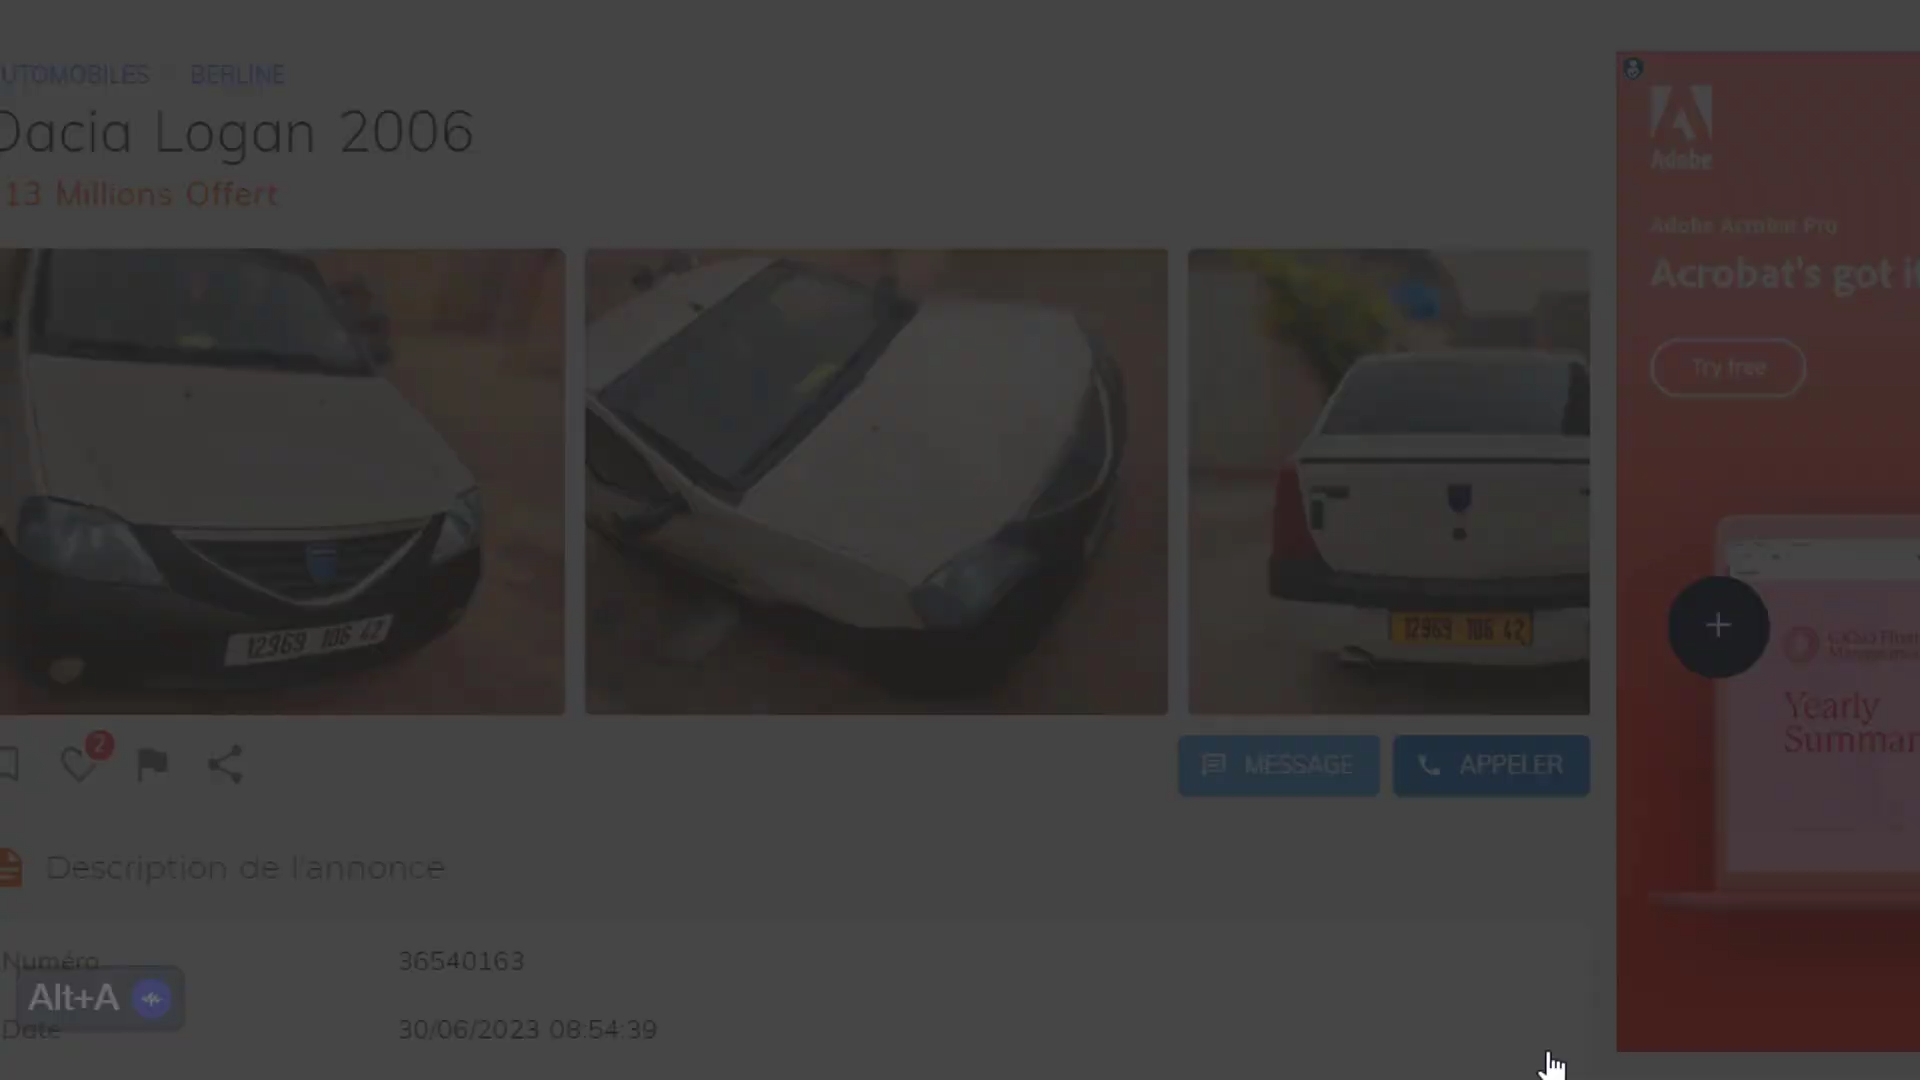 UTOMOBILES BERLINE
Dacia Logan 2006
13 Millions Offert
12969 106 42
12969 106 42
2
MESSAGE
APPELER
Description de l'annonce
Numéro 36540163
Alt+A
Date 30/06/2023 08:54:39
Adobe
Adobe Acrobat Pro
Acrobat's got i
Try free
Yearly
Summar